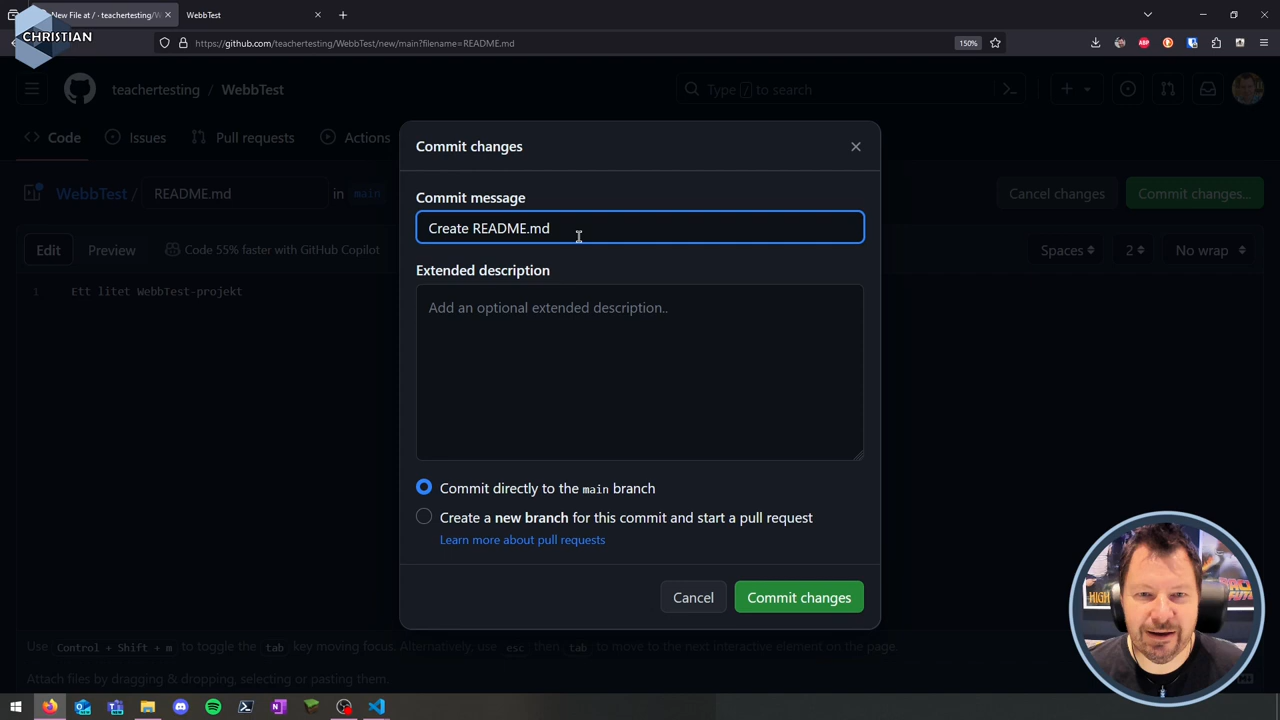 New File at / · teachertesting/W
WebbTest
CHRISTIAN
https://github.com/teachertesting/WebbTest/new/main?filename=README.md
150%
teachertesting / WebbTest
Type / to search
Code
Issues
Pull requests
Actions
WebbTest /
README.md
in
main
Cancel changes
Commit changes...
Edit
Preview
Code 55% faster with GitHub Copilot
Spaces
2
No wrap
1
Ett litet WebbTest-projekt
Commit changes
Commit message
Create README.md
Extended description
Add an optional extended description..
Commit directly to the main branch
Create a new branch for this commit and start a pull request
Learn more about pull requests
Cancel
Commit changes
Use Control + Shift + m to toggle the tab key moving focus. Alternatively, use esc then tab to move to the next interactive element on the page.
Attach files by dragging & dropping, selecting or pasting them.